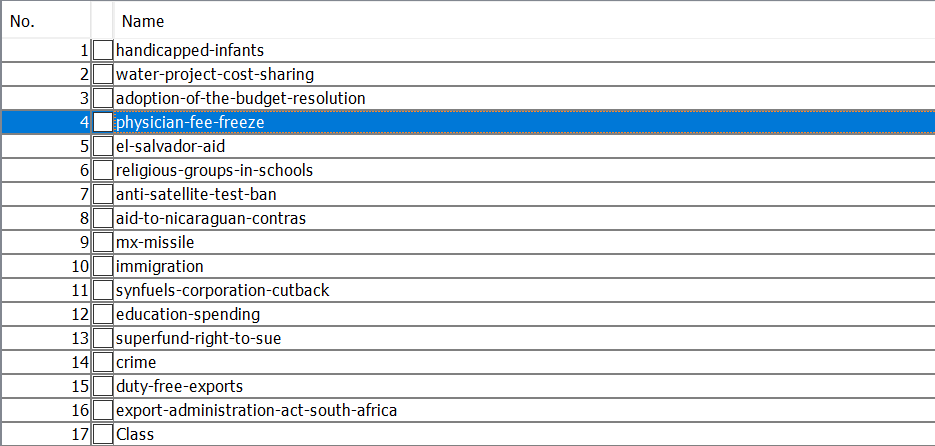 No. Name
1 handicapped-infants
2 water-project-cost-sharing
3 adoption-of-the-budget-resolution
4 physician-fee-freeze
5 el-salvador-aid
6 religious-groups-in-schools
7 anti-satellite-test-ban
8 aid-to-nicaraguan-contras
9 mx-missile
10 immigration
11 synfuels-corporation-cutback
12 education-spending
13 superfund-right-to-sue
14 crime
15 duty-free-exports
16 export-administration-act-south-africa
17 Class